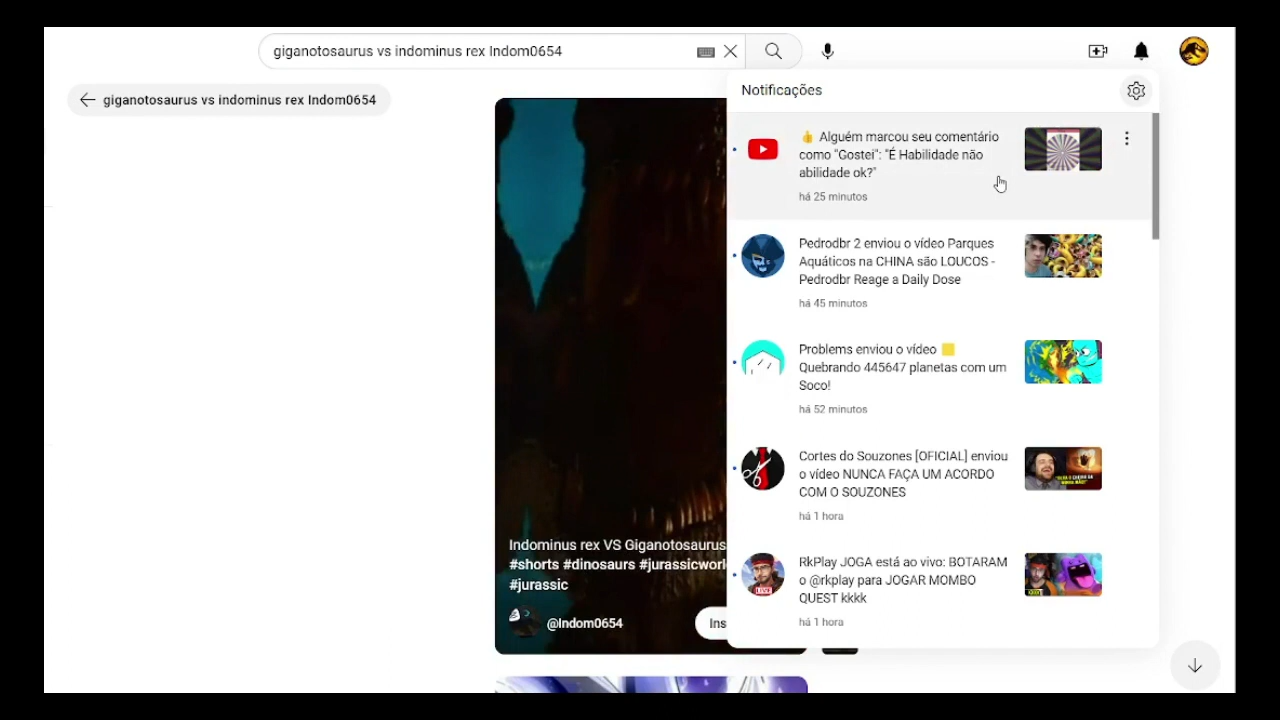 giganotosaurus vs indominus rex Indom0654
giganotosaurus vs indominus rex Indom0654
Notificações
👍 Alguém marcou seu comentário
como "Gostei": "É Habilidade não
abilidade ok?"
há 25 minutos
Pedrodbr 2 enviou o vídeo Parques
Aquáticos na CHINA são LOUCOS -
Pedrodbr Reage a Daily Dose
há 45 minutos
Problems enviou o vídeo 🟨
Quebrando 445647 planetas com um
Soco!
há 52 minutos
Cortes do Souzones [OFICIAL] enviou
o vídeo NUNCA FAÇA UM ACORDO
COM O SOUZONES
há 1 hora
RkPlay JOGA está ao vivo: BOTARAM
o @rkplay para JOGAR MOMBO
QUEST kkkk
há 1 hora
Indominus rex VS Giganotosaurus
#shorts #dinosaurs #jurassicworl
#jurassic
@Indom0654
Ins